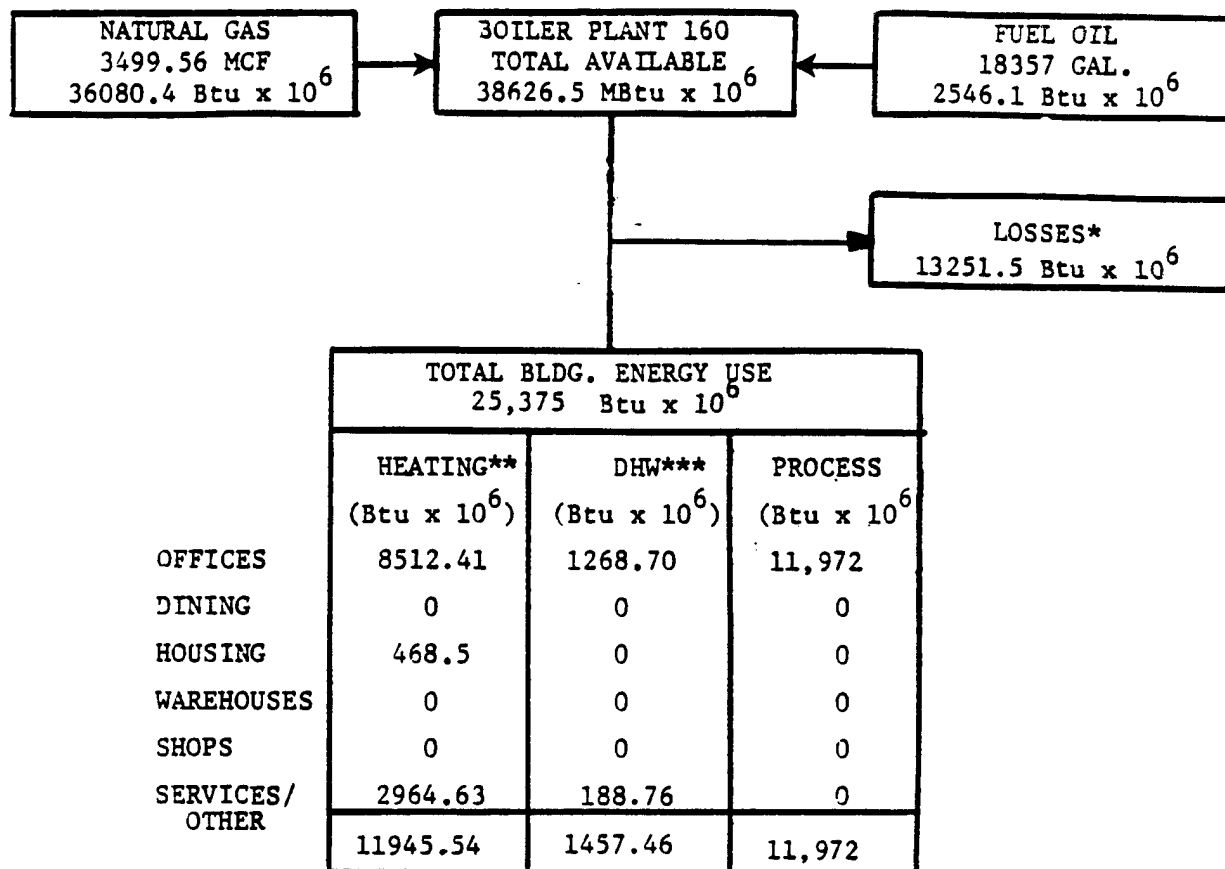 NATURAL GAS
3499.56 MCF
36080.4 Btu x 10^6
3OILER PLANT 160
TOTAL AVAILABLE
38626.5 MBtu x 10^6
FUEL OIL
18357 GAL.
2546.1 Btu x 10^6
LOSSES*
13251.5 Btu x 10^6
TOTAL BLDG. ENERGY USE
25,375 Btu x 10^6
HEATING** DHW*** PROCESS
(Btu x 10^6) (Btu x 10^6) (Btu x 10^6
OFFICES 8512.41 1268.70 11,972
DINING 0 0 0
HOUSING 468.5 0 0
WAREHOUSES 0 0 0
SHOPS 0 0 0
SERVICES/ 2964.63 188.76 0
OTHER
11945.54 1457.46 11,972